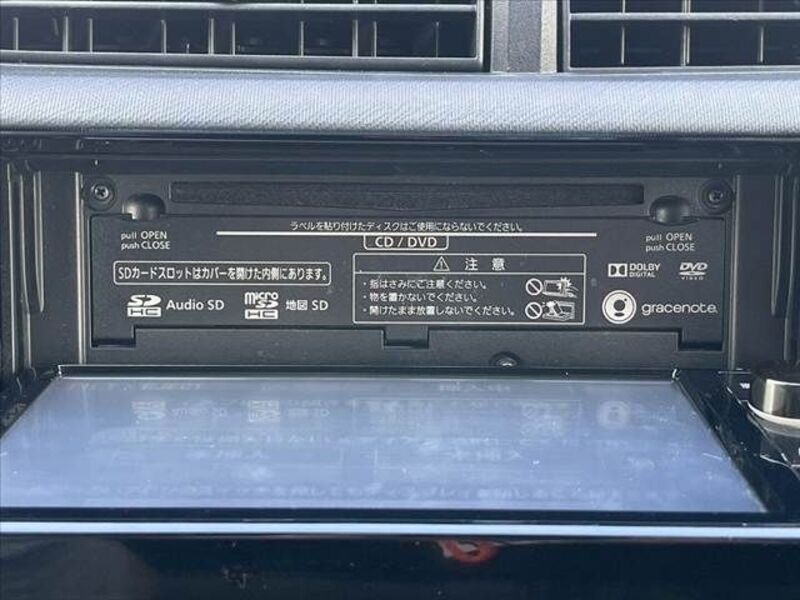 ラベルを貼り付けたディスクはご使用にならないでください。
CD / DVD
pull OPEN
push CLOSE
pull OPEN
push CLOSE
SDカードスロットはカバーを開けた内側にあります。
SD HC Audio SD
micro SD HC 地図 SD
注 意
・指はさみにご注意ください。
・物を置かないでください。
・開けたまま放置しないでください。
DOLBY
DIGITAL
DVD
VIDEO
gracenote.